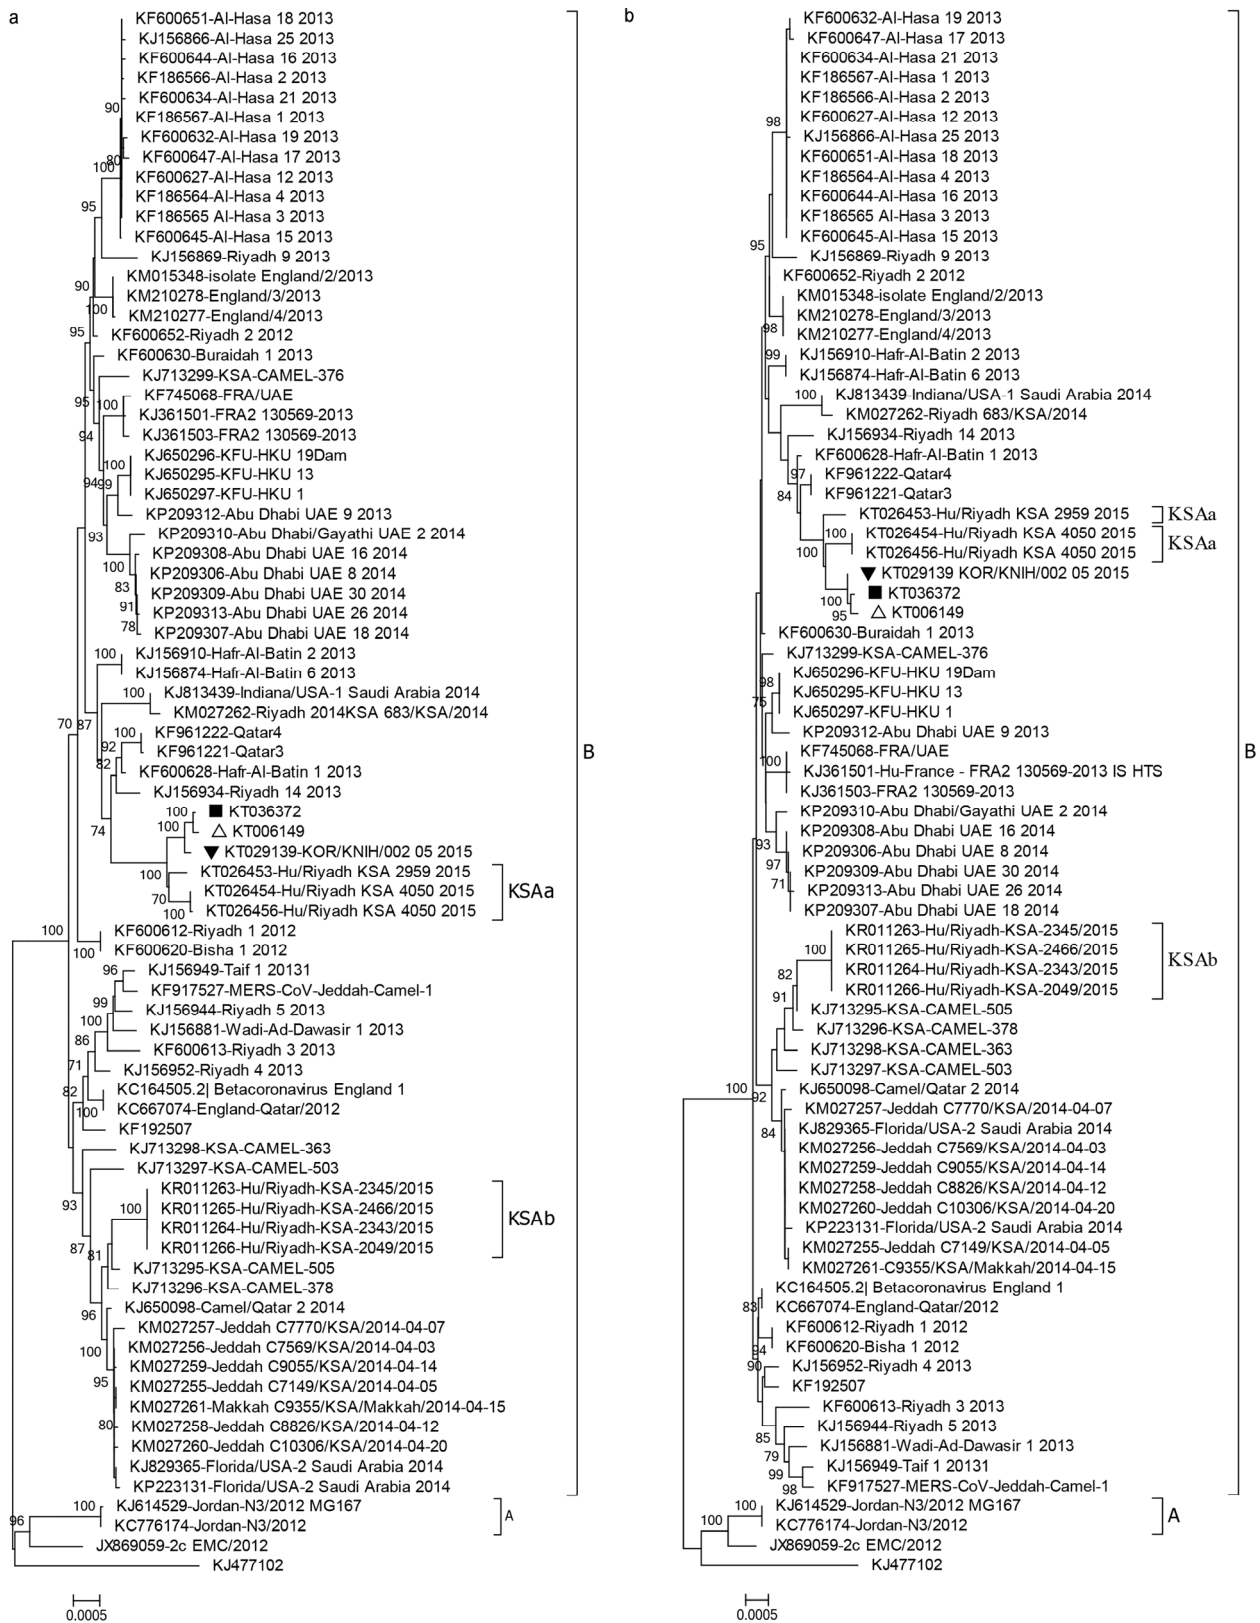 a
KF600651-Al-Hasa 18 2013
KJ156866-Al-Hasa 25 2013
KF600644-Al-Hasa 16 2013
KF186566-Al-Hasa 2 2013
KF600634-Al-Hasa 21 2013
90
KF186567-Al-Hasa 1 2013
KF600632-Al-Hasa 19 2013
80
KF600647-Al-Hasa 17 2013
100
KF600627-Al-Hasa 12 2013
KF186564-Al-Hasa 4 2013
95
KF186565 Al-Hasa 3 2013
KF600645-Al-Hasa 15 2013
KJ156869-Riyadh 9 2013
KM015348-isolate England/2/2013
90
KM210278-England/3/2013
100
KM210277-England/4/2013
95
KF600652-Riyadh 2 2012
KF600630-Buraidah 1 2013
KJ713299-KSA-CAMEL-376
95
KF745068-FRA/UAE
100
KJ361501-FRA2 130569-2013
94
KJ361503-FRA2 130569-2013
KJ650296-KFU-HKU 19Dam
100
KJ650295-KFU-HKU 13
94
99
KJ650297-KFU-HKU 1
KP209312-Abu Dhabi UAE 9 2013
93
KP209310-Abu Dhabi/Gayathi UAE 2 2014
KP209308-Abu Dhabi UAE 16 2014
100
KP209306-Abu Dhabi UAE 8 2014
83
KP209309-Abu Dhabi UAE 30 2014
91
KP209313-Abu Dhabi UAE 26 2014
78
KP209307-Abu Dhabi UAE 18 2014
100
KJ156910-Hafr-Al-Batin 2 2013
KJ156874-Hafr-Al-Batin 6 2013
100
KJ813439-Indiana/USA-1 Saudi Arabia 2014
KM027262-Riyadh 2014KSA 683/KSA/2014
70
87
100
KF961222-Qatar4
92
KF961221-Qatar3
82
KF600628-Hafr-Al-Batin 1 2013
KJ156934-Riyadh 14 2013
100
KT036372
74
100
KT006149
KT029139-KOR/KNIH/002 05 2015
100
KT026453-Hu/Riyadh KSA 2959 2015
70
KT026454-Hu/Riyadh KSA 4050 2015
100
KT026456-Hu/Riyadh KSA 4050 2015
KSAa
100
KF600612-Riyadh 1 2012
100
KF600620-Bisha 1 2012
96
KJ156949-Taif 1 20131
KF917527-MERS-CoV-Jeddah-Camel-1
99
KJ156944-Riyadh 5 2013
100
KJ156881-Wadi-Ad-Dawasir 1 2013
86
KF600613-Riyadh 3 2013
71
KJ156952-Riyadh 4 2013
82
KC164505.2| Betacoronavirus England 1
100
KC667074-England-Qatar/2012
KF192507
KJ713298-KSA-CAMEL-363
KJ713297-KSA-CAMEL-503
93
KR011263-Hu/Riyadh-KSA-2345/2015
100
KR011265-Hu/Riyadh-KSA-2466/2015
KR011264-Hu/Riyadh-KSA-2343/2015
KR011266-Hu/Riyadh-KSA-2049/2015
KSAb
87
81
KJ713295-KSA-CAMEL-505
KJ713296-KSA-CAMEL-378
96
KJ650098-Camel/Qatar 2 2014
KM027257-Jeddah C7770/KSA/2014-04-07
100
KM027256-Jeddah C7569/KSA/2014-04-03
KM027259-Jeddah C9055/KSA/2014-04-14
95
KM027255-Jeddah C7149/KSA/2014-04-05
KM027261-Makkah C9355/KSA/Makkah/2014-04-15
80
KM027258-Jeddah C8826/KSA/2014-04-12
KM027260-Jeddah C10306/KSA/2014-04-20
KJ829365-Florida/USA-2 Saudi Arabia 2014
KP223131-Florida/USA-2 Saudi Arabia 2014
B
100
KJ614529-Jordan-N3/2012 MG167
96
KC776174-Jordan-N3/2012
A
JX869059-2c EMC/2012
KJ477102
0.0005
b
KF600632-Al-Hasa 19 2013
KF600647-Al-Hasa 17 2013
KF600634-Al-Hasa 21 2013
KF186567-Al-Hasa 1 2013
KF186566-Al-Hasa 2 2013
98
KF600627-Al-Hasa 12 2013
KJ156866-Al-Hasa 25 2013
KF600651-Al-Hasa 18 2013
KF186564-Al-Hasa 4 2013
KF600644-Al-Hasa 16 2013
KF186565 Al-Hasa 3 2013
KF600645-Al-Hasa 15 2013
95
KJ156869-Riyadh 9 2013
KF600652-Riyadh 2 2012
KM015348-isolate England/2/2013
KM210278-England/3/2013
98
KM210277-England/4/2013
99
KJ156910-Hafr-Al-Batin 2 2013
KJ156874-Hafr-Al-Batin 6 2013
100
KJ813439-Indiana/USA-1 Saudi Arabia 2014
KM027262-Riyadh 683/KSA/2014
KJ156934-Riyadh 14 2013
KF600628-Hafr-Al-Batin 1 2013
97
KF961222-Qatar4
84
KF961221-Qatar3
KT026453-Hu/Riyadh KSA 2959 2015
KSAa
100
KT026454-Hu/Riyadh KSA 4050 2015
100
KT026456-Hu/Riyadh KSA 4050 2015
KSAa
KT029139 KOR/KNIH/002 05 2015
100
KT036372
95
KT006149
KF600630-Buraidah 1 2013
KJ713299-KSA-CAMEL-376
98
KJ650296-KFU-HKU 19Dam
75
KJ650295-KFU-HKU 13
KJ650297-KFU-HKU 1
KP209312-Abu Dhabi UAE 9 2013
KF745068-FRA/UAE
100
KJ361501-Hu-France - FRA2 130569-2013 IS HTS
KJ361503-FRA2 130569-2013
KP209310-Abu Dhabi/Gayathi UAE 2 2014
KP209308-Abu Dhabi UAE 16 2014
93
KP209306-Abu Dhabi UAE 8 2014
97
KP209309-Abu Dhabi UAE 30 2014
71
KP209313-Abu Dhabi UAE 26 2014
KP209307-Abu Dhabi UAE 18 2014
KR011263-Hu/Riyadh-KSA-2345/2015
100
KR011265-Hu/Riyadh-KSA-2466/2015
82
KR011264-Hu/Riyadh-KSA-2343/2015
KR011266-Hu/Riyadh-KSA-2049/2015
KSAb
91
KJ713295-KSA-CAMEL-505
KJ713296-KSA-CAMEL-378
KJ713298-KSA-CAMEL-363
KJ713297-KSA-CAMEL-503
100
92
KJ650098-Camel/Qatar 2 2014
KM027257-Jeddah C7770/KSA/2014-04-07
84
KJ829365-Florida/USA-2 Saudi Arabia 2014
KM027256-Jeddah C7569/KSA/2014-04-03
KM027259-Jeddah C9055/KSA/2014-04-14
KM027258-Jeddah C8826/KSA/2014-04-12
KM027260-Jeddah C10306/KSA/2014-04-20
KP223131-Florida/USA-2 Saudi Arabia 2014
KM027255-Jeddah C7149/KSA/2014-04-05
KM027261-C9355/KSA/Makkah/2014-04-15
KC164505.2| Betacoronavirus England 1
83
KC667074-England-Qatar/2012
KF600612-Riyadh 1 2012
94
KF600620-Bisha 1 2012
90
KJ156952-Riyadh 4 2013
KF192507
KF600613-Riyadh 3 2013
85
KJ156944-Riyadh 5 2013
79
KJ156881-Wadi-Ad-Dawasir 1 2013
99
KJ156949-Taif 1 20131
98
KF917527-MERS-CoV-Jeddah-Camel-1
B
100
KJ614529-Jordan-N3/2012 MG167
100
KC776174-Jordan-N3/2012
A
JX869059-2c EMC/2012
KJ477102
0.0005